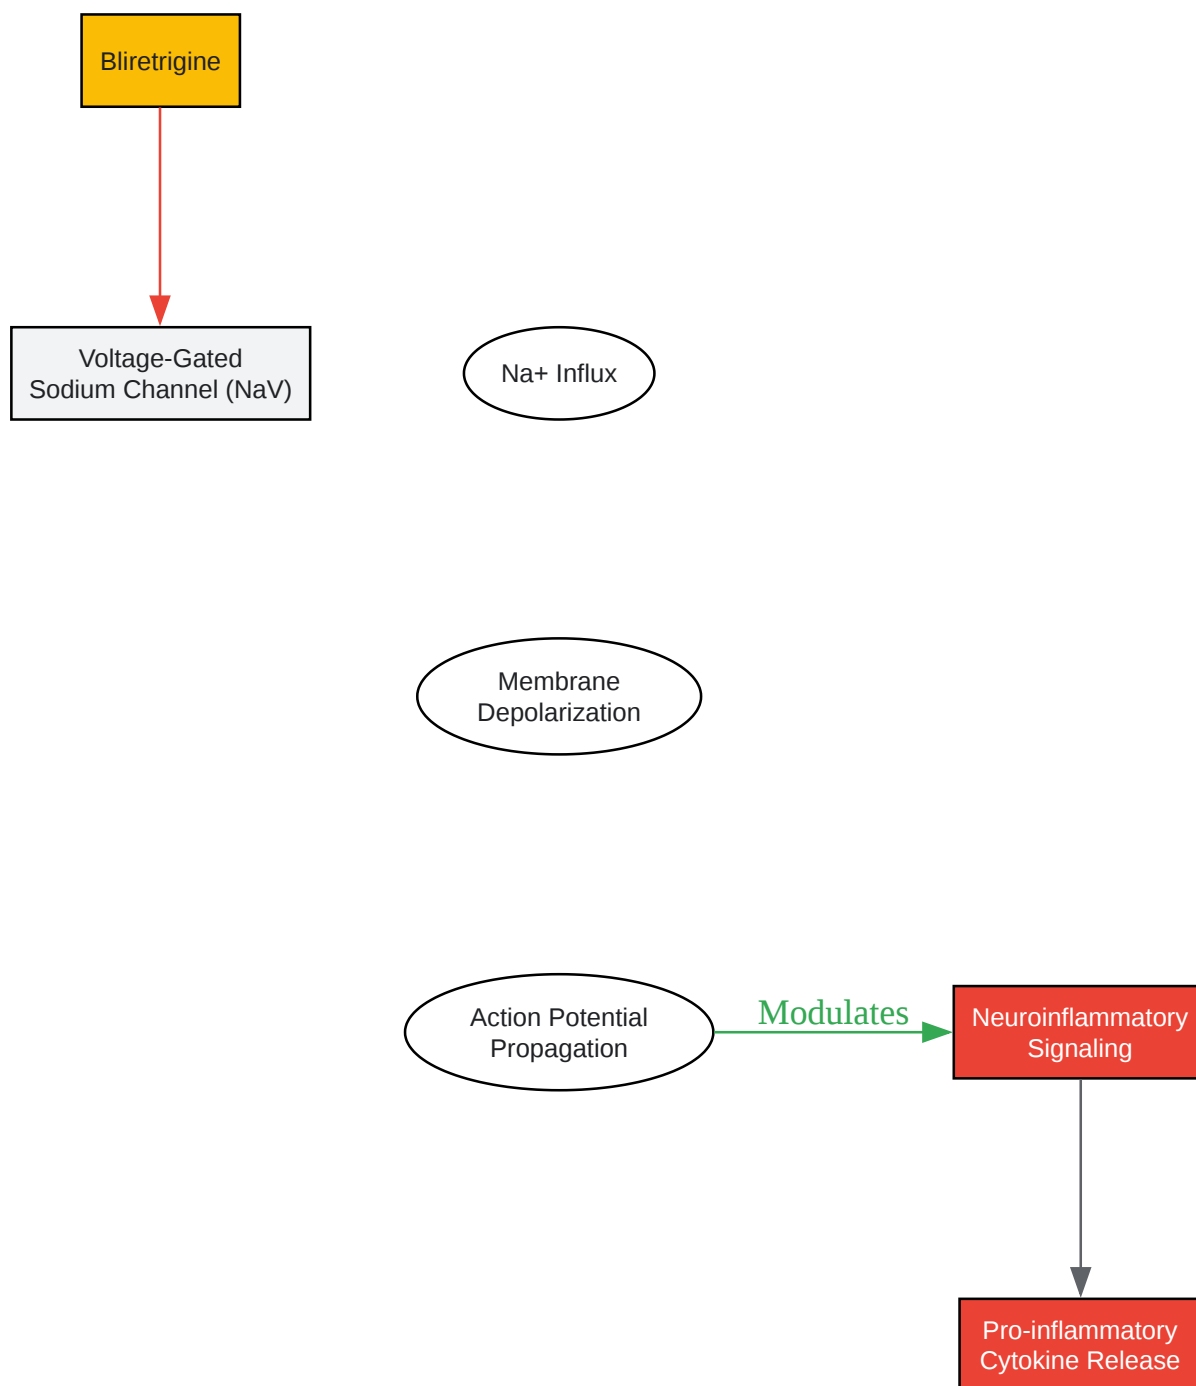 Bliretrigine
Voltage-Gated
Sodium Channel (NaV)
Na+ Influx
Membrane
Depolarization
Action Potential
Propagation
Modulates
Neuroinflammatory
Signaling
Pro-inflammatory
Cytokine Release